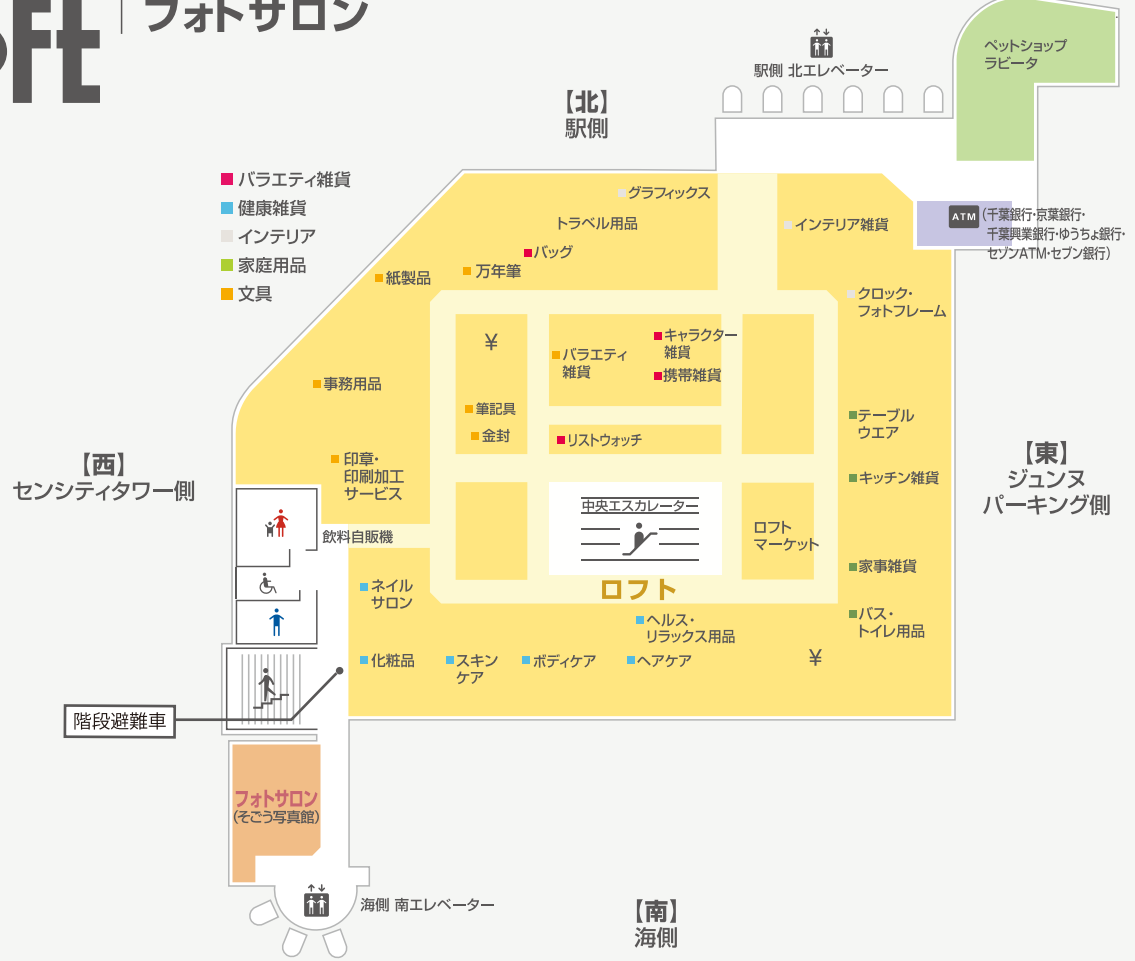 フォトサロン
駅側 北エレベーター
ペットショップ
ラビータ
【北】
駅側
バラエティ雑貨
健康雑貨
インテリア
家庭用品
文具
グラフィックス
トラベル用品
インテリア雑貨
ATM
(千葉銀行・京葉銀行・
千葉興業銀行・ゆうちょ銀行・
セゾンATM・セブン銀行)
バッグ
万年筆
紙製品
クロック・
フォトフレーム
¥
キャラクター
雑貨
バラエティ
雑貨
携帯雑貨
事務用品
筆記具
金封
リストウォッチ
テーブル
ウエア
【西】
センシティタワー側
印章・
印刷加工
サービス
キッチン雑貨
【東】
ジュンヌ
パーキング側
中央エスカレーター
飲料自販機
ロフト
マーケット
家事雑貨
ネイル
サロン
ロフト
ヘルス・
リラックス用品
バス・
トイレ用品
化粧品
スキン
ケア
ボディケア
ヘアケア
¥
階段避難車
フォトサロン
(そごう写真館)
海側 南エレベーター
【南】
海側